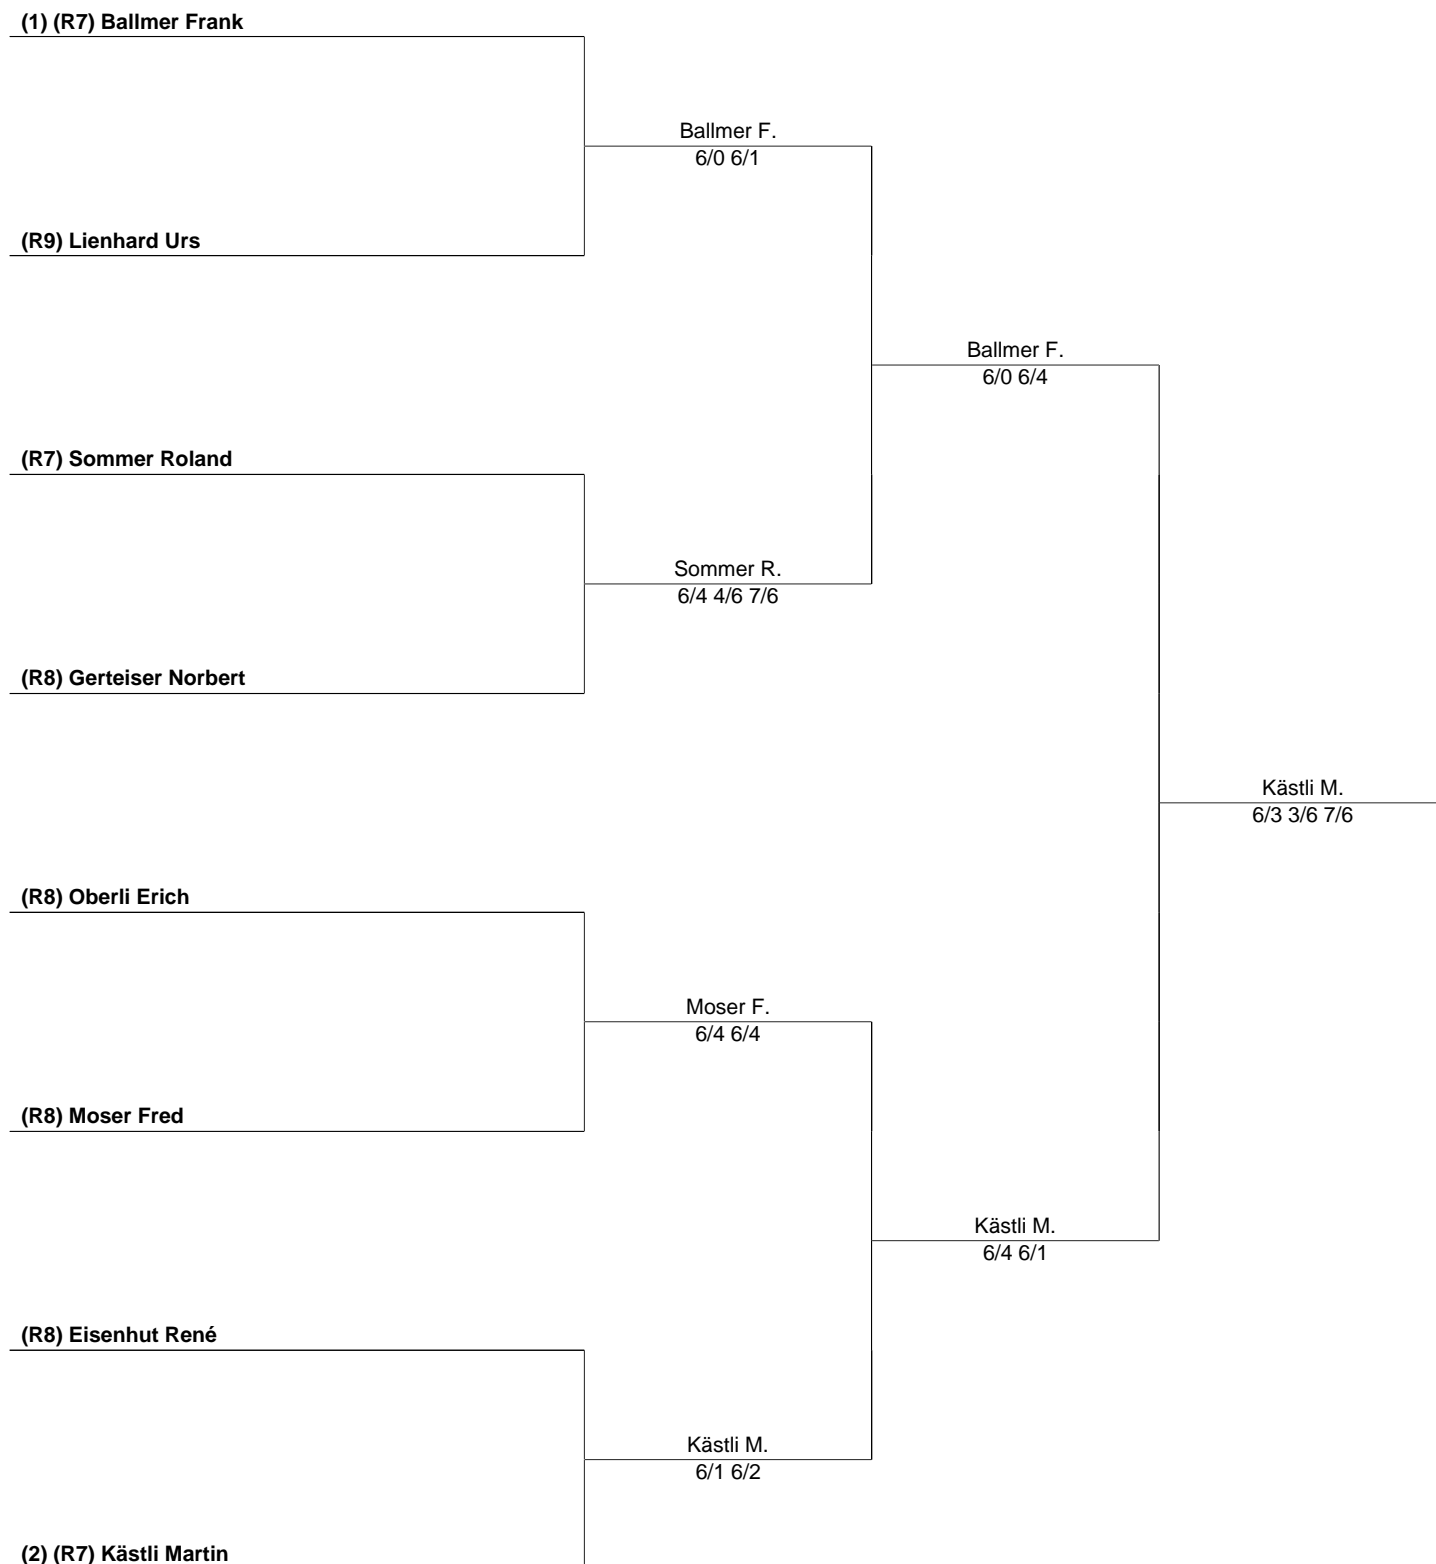 (1) (R7) Ballmer Frank
Ballmer F.
6/0 6/1
(R9) Lienhard Urs
Ballmer F.
6/0 6/4
(R7) Sommer Roland
Sommer R.
6/4 4/6 7/6
(R8) Gerteiser Norbert
Kästli M.
6/3 3/6 7/6
(R8) Oberli Erich
Moser F.
6/4 6/4
(R8) Moser Fred
Kästli M.
6/4 6/1
(R8) Eisenhut René
Kästli M.
6/1 6/2
(2) (R7) Kästli Martin